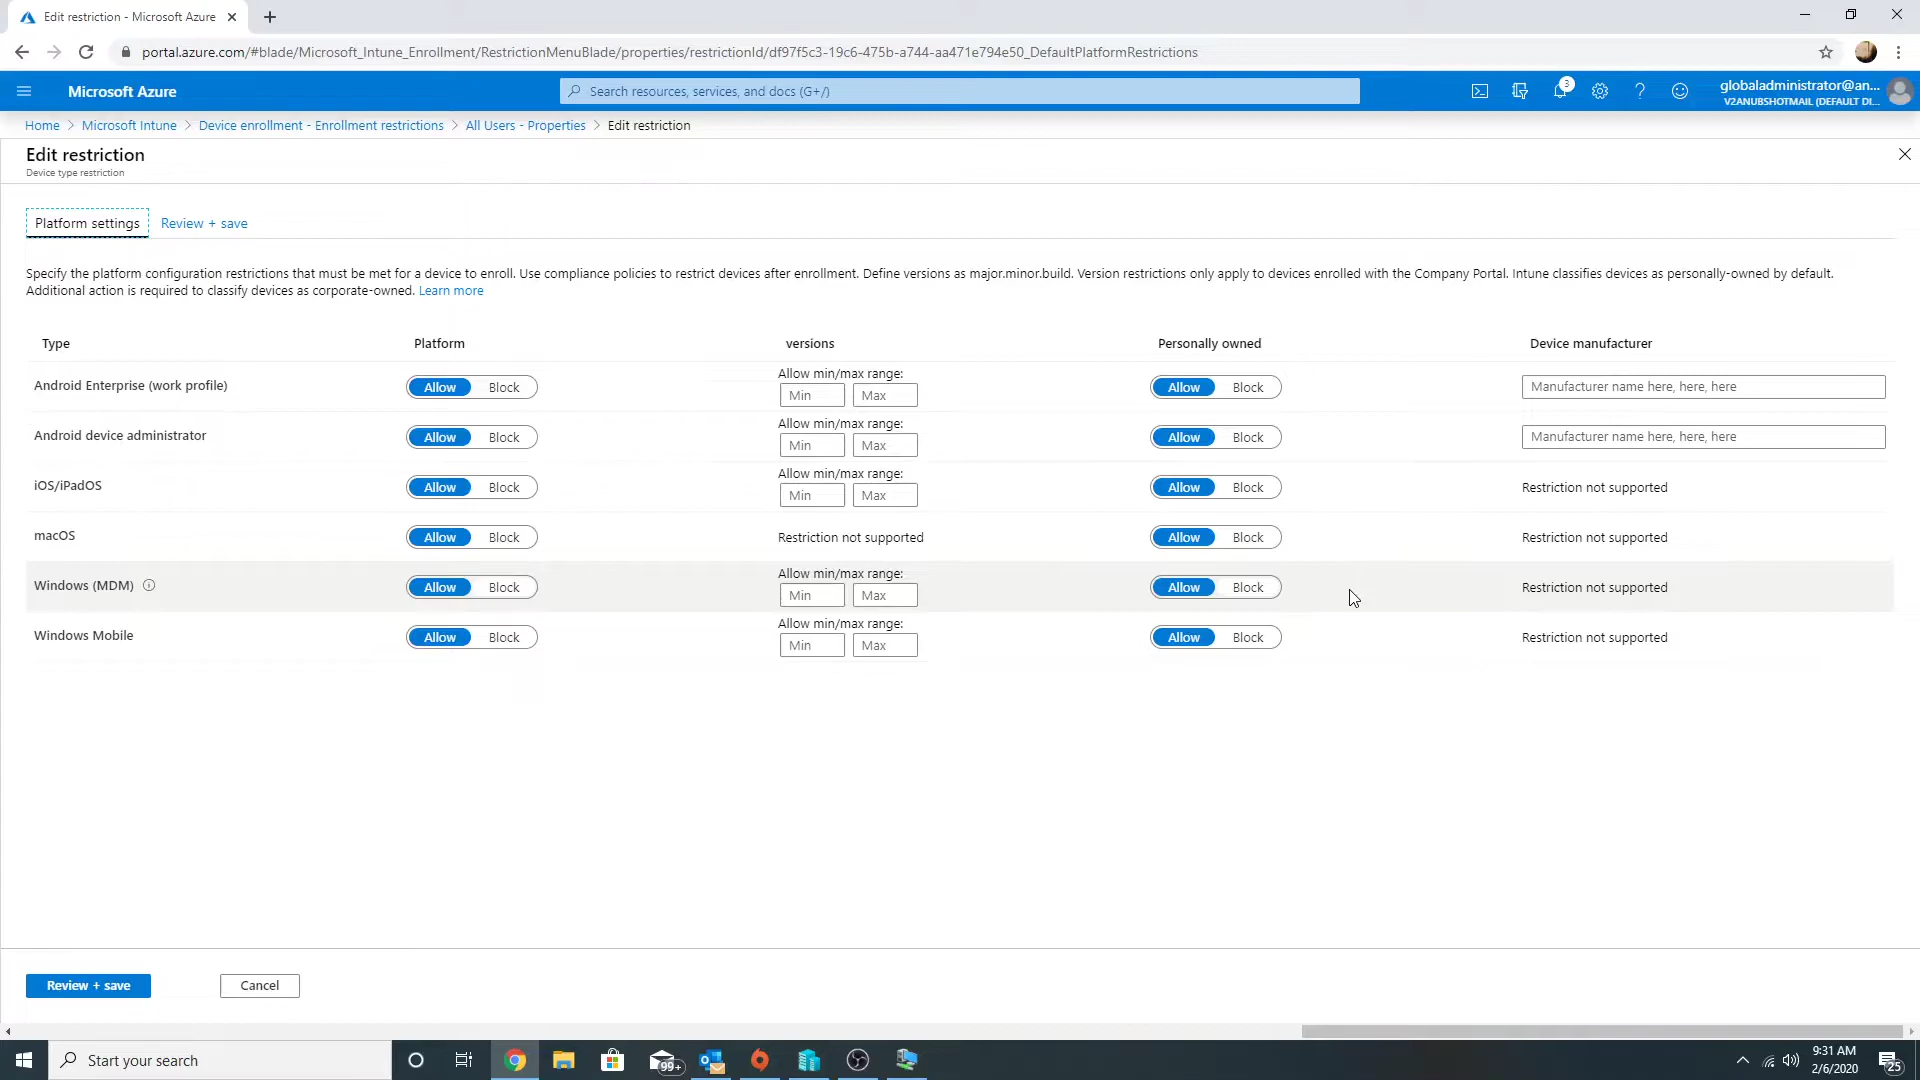 Edit restriction - Microsoft Azure
portal.azure.com/#blade/Microsoft_Intune_Enrollment/RestrictionMenuBlade/properties/restrictionId/df97f5c3-19c6-475b-a744-aa471e794e50_DefaultPlatformRestrictions
Microsoft Azure
Search resources, services, and docs (G+/)
3
globaladministrator@an...
V2ANUBSHOTMAIL (DEFAULT DI...
Home > Microsoft Intune > Device enrollment - Enrollment restrictions > All Users - Properties > Edit restriction
Edit restriction
Device type restriction
Platform settings Review + save
Specify the platform configuration restrictions that must be met for a device to enroll. Use compliance policies to restrict devices after enrollment. Define versions as major.minor.build. Version restrictions only apply to devices enrolled with the Company Portal. Intune classifies devices as personally-owned by default.
Additional action is required to classify devices as corporate-owned. Learn more
Type Platform versions Personally owned Device manufacturer
Allow min/max range:
Android Enterprise (work profile) Allow Block Min Max Allow Block Manufacturer name here, here, here
Allow min/max range:
Android device administrator Allow Block Min Max Allow Block Manufacturer name here, here, here
Allow min/max range:
iOS/iPadOS Allow Block Min Max Allow Block Restriction not supported
macOS Allow Block Restriction not supported Allow Block Restriction not supported
Allow min/max range:
Windows (MDM) Allow Block Min Max Allow Block Restriction not supported
Allow min/max range:
Windows Mobile Allow Block Min Max Allow Block Restriction not supported
Review + save Cancel
Start your search
99+
9:31 AM
2/6/2020
25